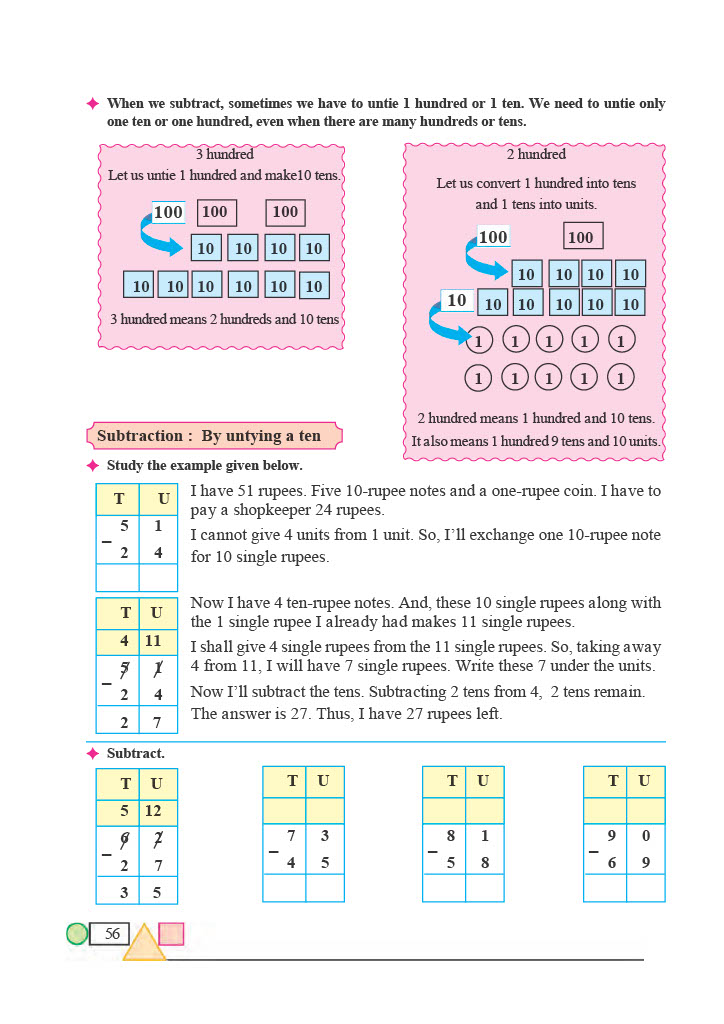 When we subtract, sometimes we have to untie 1 hundred or 1 ten. We need to untie only
one ten or one hundred, even when there are many hundreds or tens.
3 hundred
Let us untie 1 hundred and make10 tens.
100 100 100
10 10 10 10
10 10 10 10 10 10
3 hundred means 2 hundreds and 10 tens
2 hundred
Let us convert 1 hundred into tens
and 1 tens into units.
100 100
10 10 10 10
10 10 10 10 10 10
1 1 1 1 1
1 1 1 1 1
2 hundred means 1 hundred and 10 tens.
It also means 1 hundred 9 tens and 10 units.
Subtraction : By untying a ten
Study the example given below.
T U
5 1
−
2 4
I have 51 rupees. Five 10-rupee notes and a one-rupee coin. I have to
pay a shopkeeper 24 rupees.
I cannot give 4 units from 1 unit. So, I’ll exchange one 10-rupee note
for 10 single rupees.
T U
4 11
5 1
−
2 4
2 7
Now I have 4 ten-rupee notes. And, these 10 single rupees along with
the 1 single rupee I already had makes 11 single rupees.
I shall give 4 single rupees from the 11 single rupees. So, taking away
4 from 11, I will have 7 single rupees. Write these 7 under the units.
Now I’ll subtract the tens. Subtracting 2 tens from 4, 2 tens remain.
The answer is 27. Thus, I have 27 rupees left.
Subtract.
T U
5 12
6 2
−
2 7
3 5
T U
7 3
−
4 5
T U
8 1
−
5 8
T U
9 0
−
6 9
56